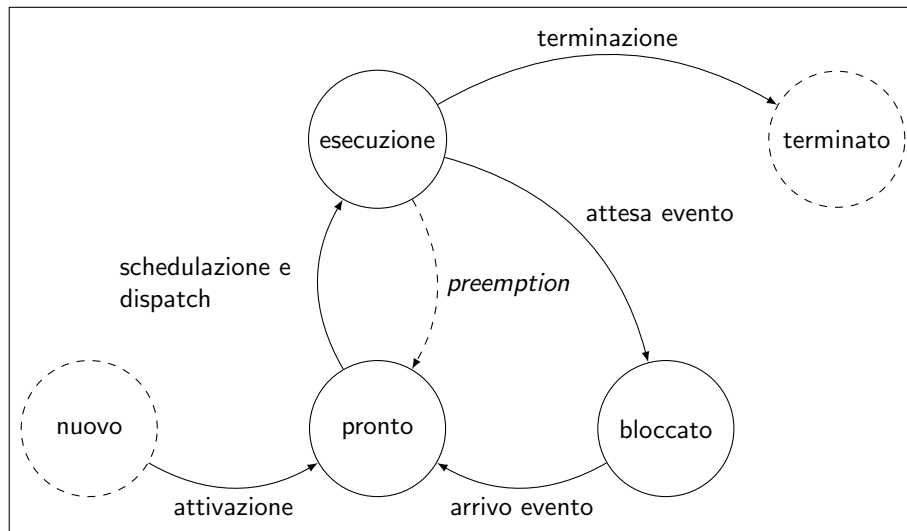 terminazione
esecuzione
terminato
attesa evento
schedulazione e
dispatch
preemption
nuovo
pronto
bloccato
attivazione
arrivo evento